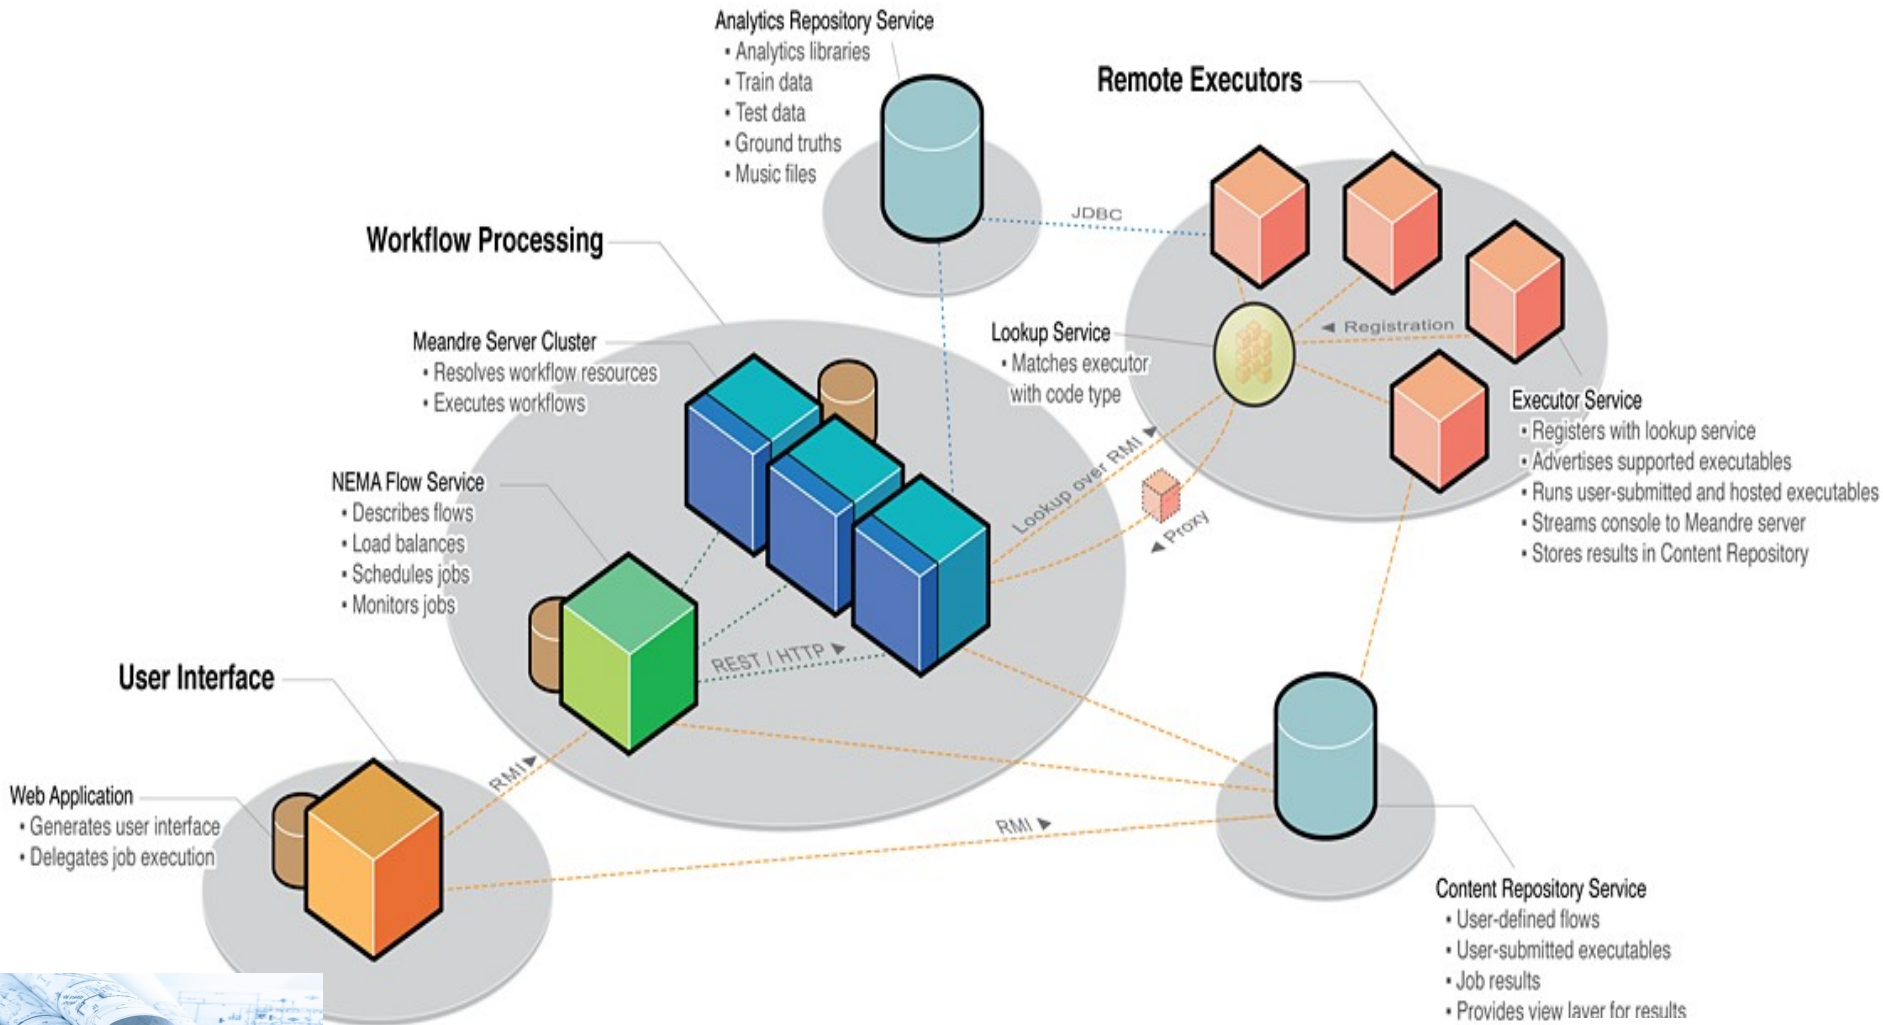 Analytics Repository Service
▪ Analytics libraries
▪ Train data
▪ Test data
▪ Ground truths
▪ Music files
Remote Executors
JDBC
Workflow Processing
Meandre Server Cluster
▪ Resolves workflow resources
▪ Executes workflows
Lookup Service
▪ Matches executor
with code type
◀ Registration
Executor Service
▪ Registers with lookup service
▪ Advertises supported executables
▪ Runs user-submitted and hosted executables
▪ Streams console to Meandre server
▪ Stores results in Content Repository
Lookup over RMI ▶
◀ Proxy
NEMA Flow Service
▪ Describes flows
▪ Load balances
▪ Schedules jobs
▪ Monitors jobs
REST / HTTP ▶
User Interface
RMI ▶
Web Application
▪ Generates user interface
▪ Delegates job execution
RMI ▶
Content Repository Service
▪ User-defined flows
▪ User-submitted executables
▪ Job results
▪ Provides view layer for results